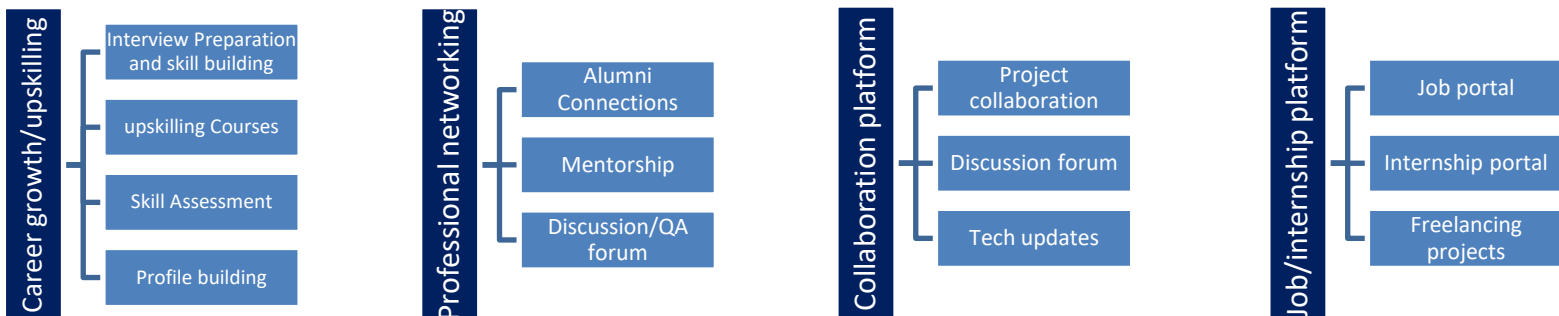 Career growth/upskilling
Interview Preparation
and skill building
upskilling Courses
Skill Assessment
Profile building
Professional networking
Alumni
Connections
Mentorship
Discussion/QA
forum
Collaboration platform
Project
collaboration
Discussion forum
Tech updates
Job/internship platform
Job portal
Internship portal
Freelancing
projects